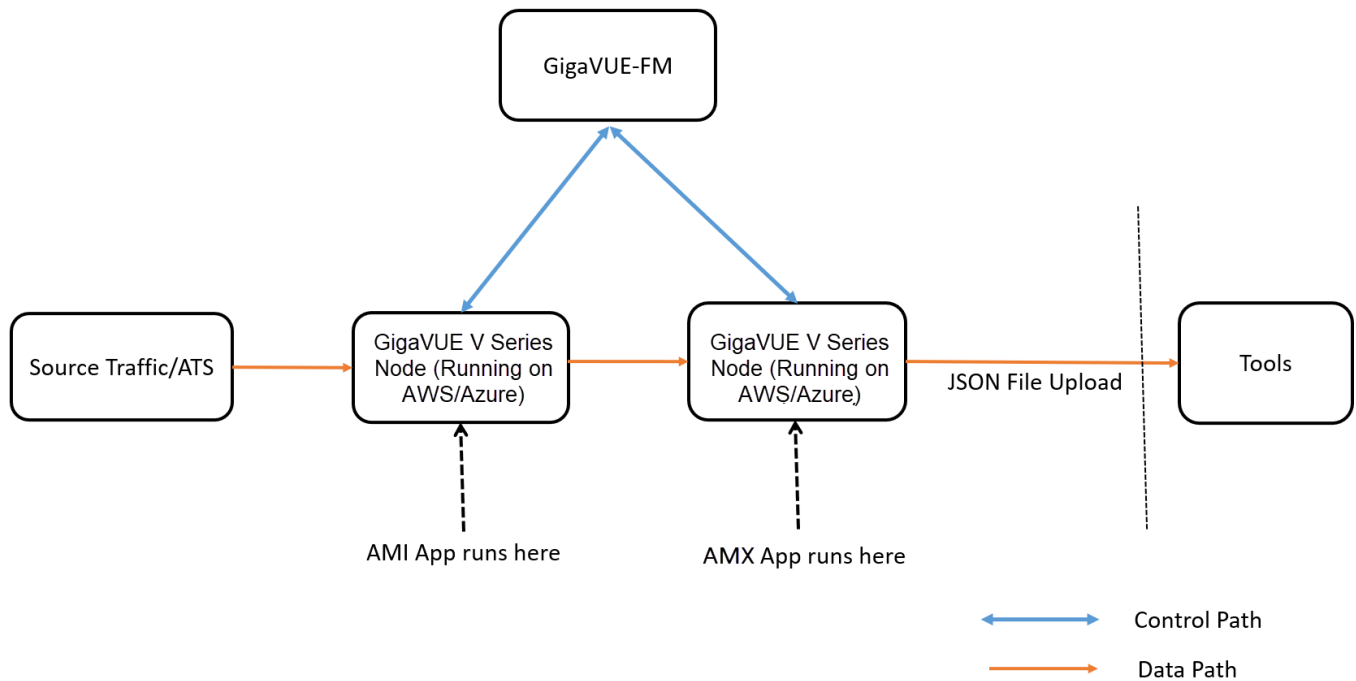 GigaVUE-FM
Source Traffic/ATS
GigaVUE V Series
Node (Running on
AWS/Azure)
GigaVUE V Series
Node (Running on
AWS/Azure)
JSON File Upload
Tools
AMI App runs here
AMX App runs here
Control Path
Data Path